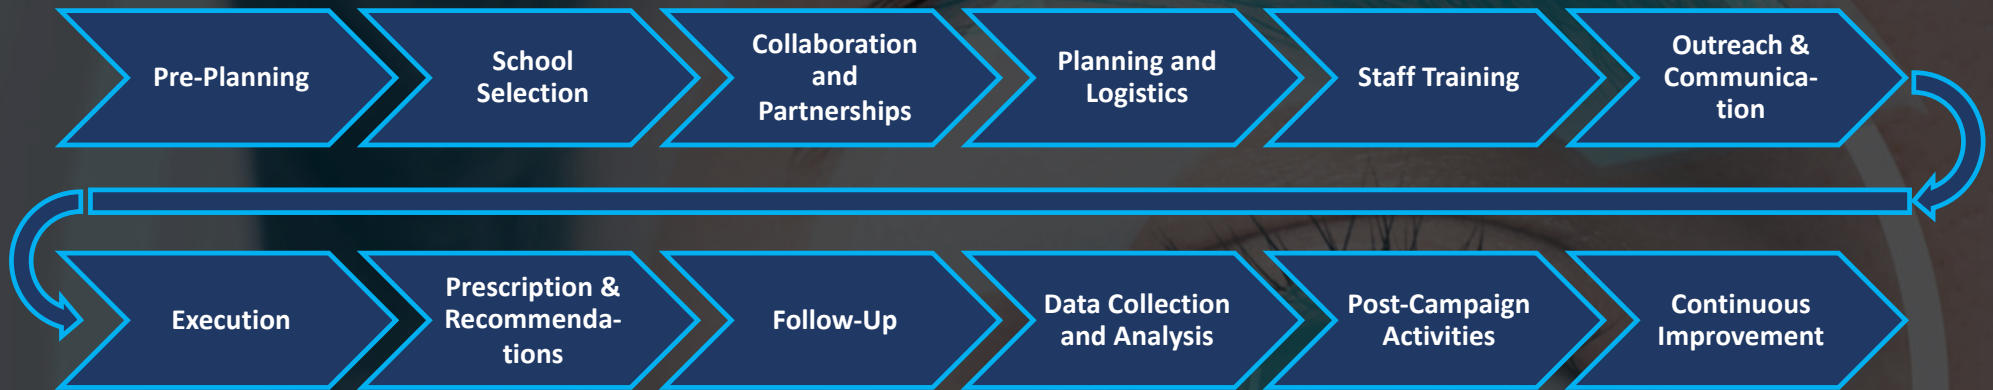 Pre-Planning
School
Selection
Collaboration
and
Partnerships
Planning and
Logistics
Staff Training
Outreach &
Communica-
tion
Execution
Prescription &
Recommenda-
tions
Follow-Up
Data Collection
and Analysis
Post-Campaign
Activities
Continuous
Improvement